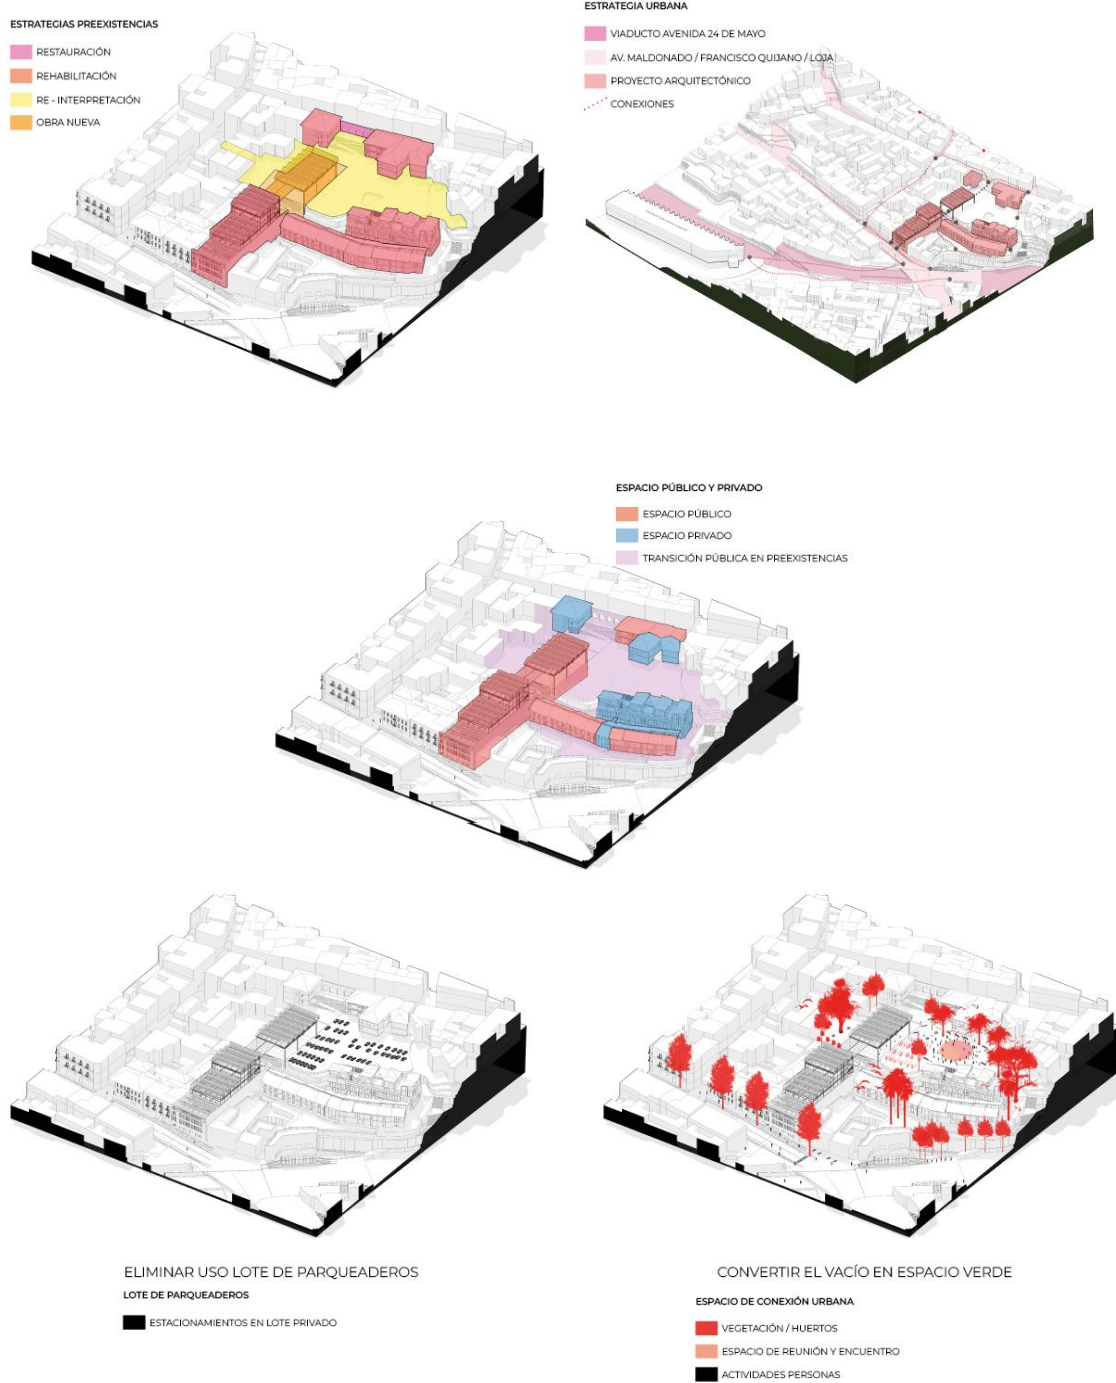 ESTRATEGIAS PREEXISTENCIAS
RESTAURACIÓN
REHABILITACIÓN
RE - INTERPRETACIÓN
OBRA NUEVA
ESTRATEGIA URBANA
VIADUCTO AVENIDA 24 DE MAYO
AV. MALDONADO / FRANCISCO QUIJANO / LOJA
PROYECTO ARQUITECTÓNICO
CONEXIONES
ESPACIO PÚBLICO Y PRIVADO
ESPACIO PÚBLICO
ESPACIO PRIVADO
TRANSICIÓN PÚBLICA EN PREEXISTENCIAS
ELIMINAR USO LOTE DE PARQUEADEROS
LOTE DE PARQUEADEROS
ESTACIONAMIENTOS EN LOTE PRIVADO
CONVERTIR EL VACÍO EN ESPACIO VERDE
ESPACIO DE CONEXIÓN URBANA
VEGETACIÓN / HUERTOS
ESPACIO DE REUNIÓN Y ENCUENTRO
ACTIVIDADES PERSONAS